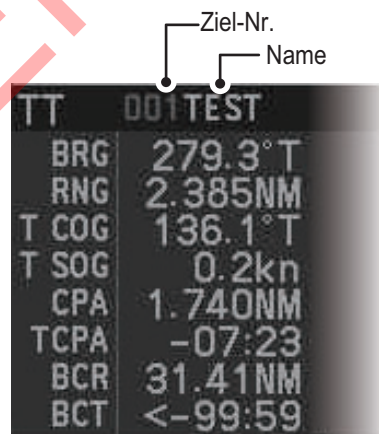 Ziel-Nr.
Name
TT 001TEST
BRG 279.3°T
RNG 2.385NM
T COG 136.1°T
T SOG 0.2kn
CPA 1.740NM
TCPA -07:23
BCR 31.41NM
BCT <-99:59